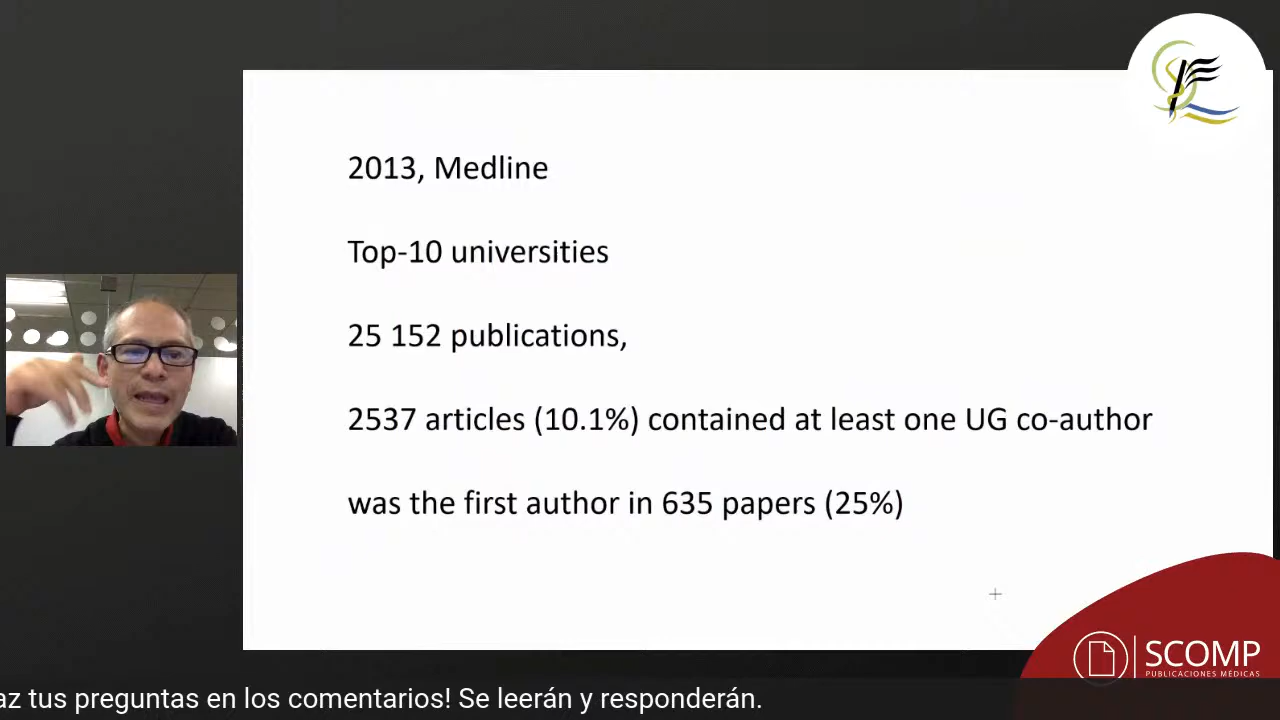 2013, Medline
Top-10 universities
25 152 publications,
2537 articles (10.1%) contained at least one UG co-author
was the first author in 635 papers (25%)
SCOMP
PUBLICACIONES MÉDICAS
az tus preguntas en los comentarios! Se leerán y responderán.